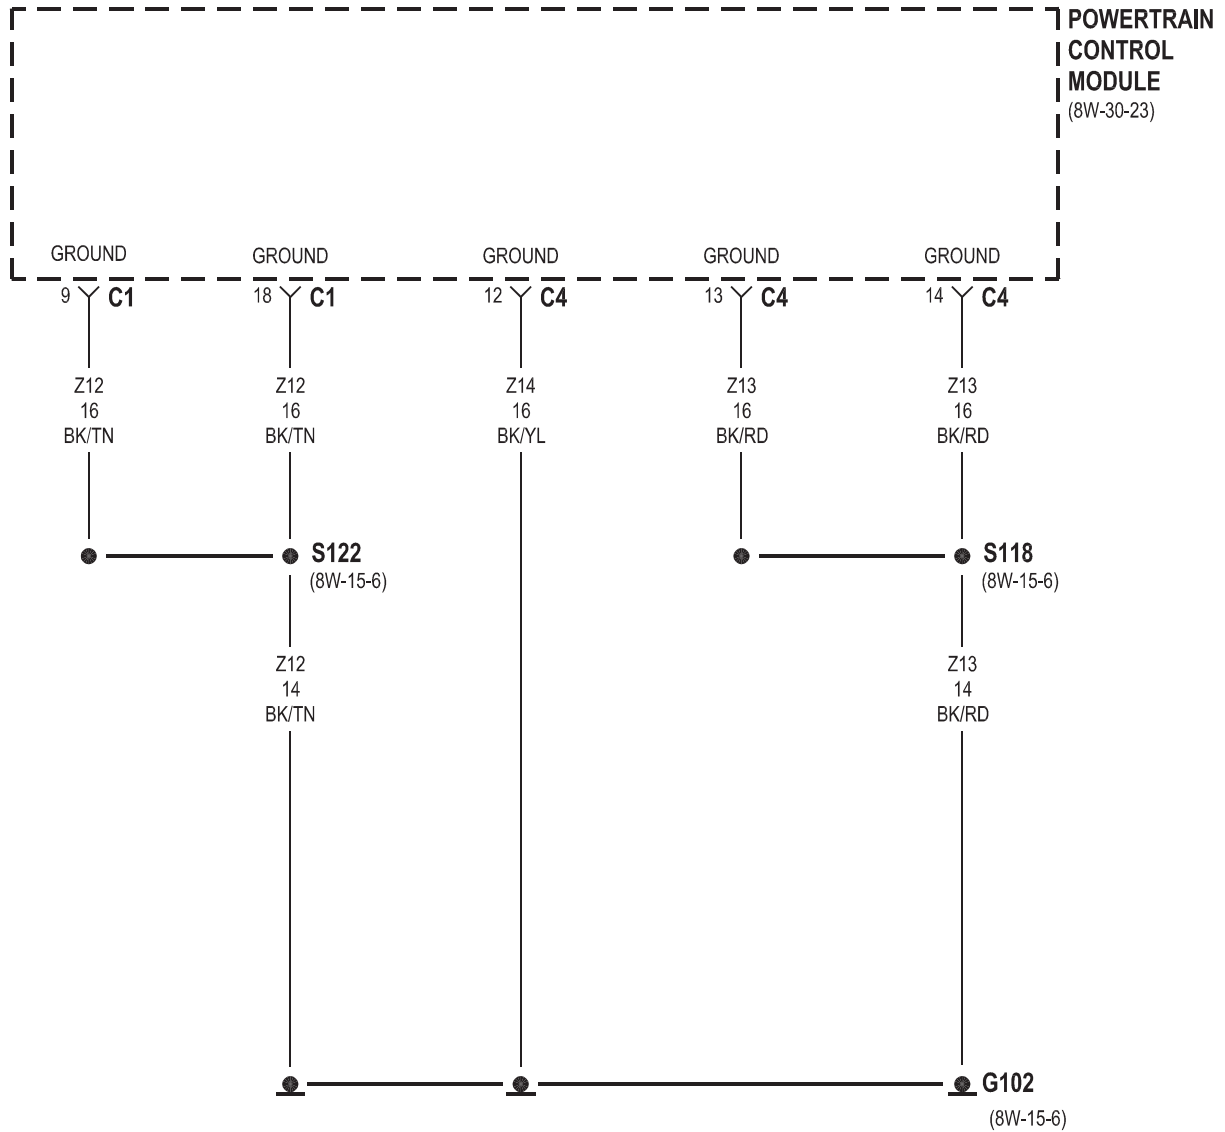 POWERTRAIN
CONTROL
MODULE
(8W-30-23)
GROUND GROUND GROUND GROUND GROUND
9 C1 18 C1 12 C4 13 C4 14 C4
Z12 Z12 Z14 Z13 Z13
16 16 16 16 16
BK/TN BK/TN BK/YL BK/RD BK/RD
S122 S118
(8W-15-6) (8W-15-6)
Z12 Z13
14 14
BK/TN BK/RD
G102
(8W-15-6)